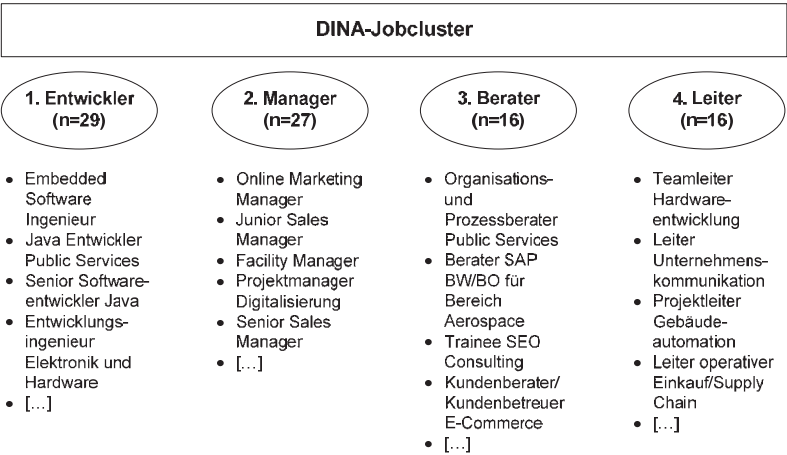 DINA-Jobcluster
1. Entwickler
(n=29)
• Embedded
Software
Ingenieur
• Java Entwickler
Public Services
• Senior Software-
entwickler Java
• Entwicklungs-
ingenieur
Elektronik und
Hardware
• […]
2. Manager
(n=27)
• Online Marketing
Manager
• Junior Sales
Manager
• Facility Manager
• Projektmanager
Digitalisierung
• Senior Sales
Manager
• […]
3. Berater
(n=16)
• Organisations-
und
Prozessberater
Public Services
• Berater SAP
BW/BO für
Bereich
Aerospace
• Trainee SEO
Consulting
• Kundenberater/
Kundenbetreuer
E-Commerce
• […]
4. Leiter
(n=16)
• Teamleiter
Hardware-
entwicklung
• Leiter
Unternehmens-
kommunikation
• Projektleiter
Gebäude-
automation
• Leiter operativer
Einkauf/Supply
Chain
• […]